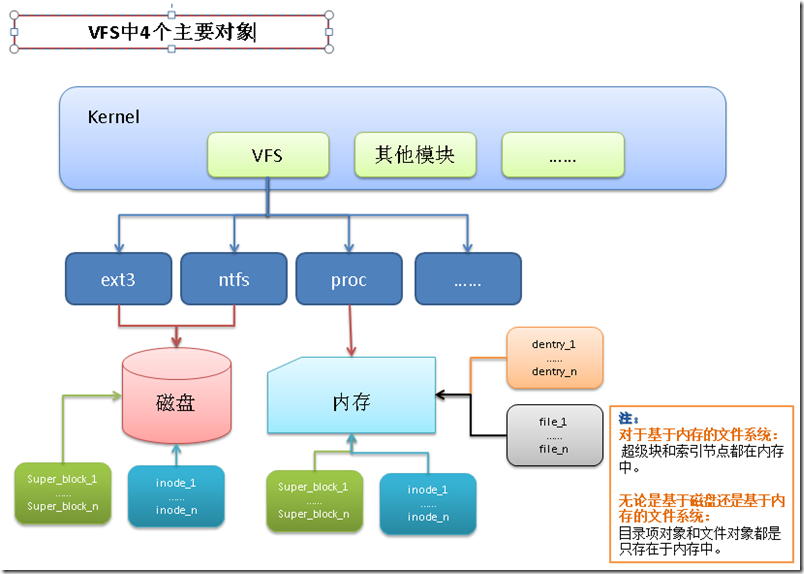 VFS中4个主要对象
Kernel
VFS
其他模块
......
ext3
ntfs
proc
......
磁盘
内存
dentry_1
......
dentry_n
file_1
......
file_n
Super_block_1
......
Super_block_n
inode_1
......
inode_n
Super_block_1
......
Super_block_n
inode_1
......
inode_n
注：
对于基于内存的文件系统：
超级块和索引节点都在内存
中。
无论是基于磁盘还是基于内
存的文件系统：
目录项对象和文件对象都是
只存在于内存中。